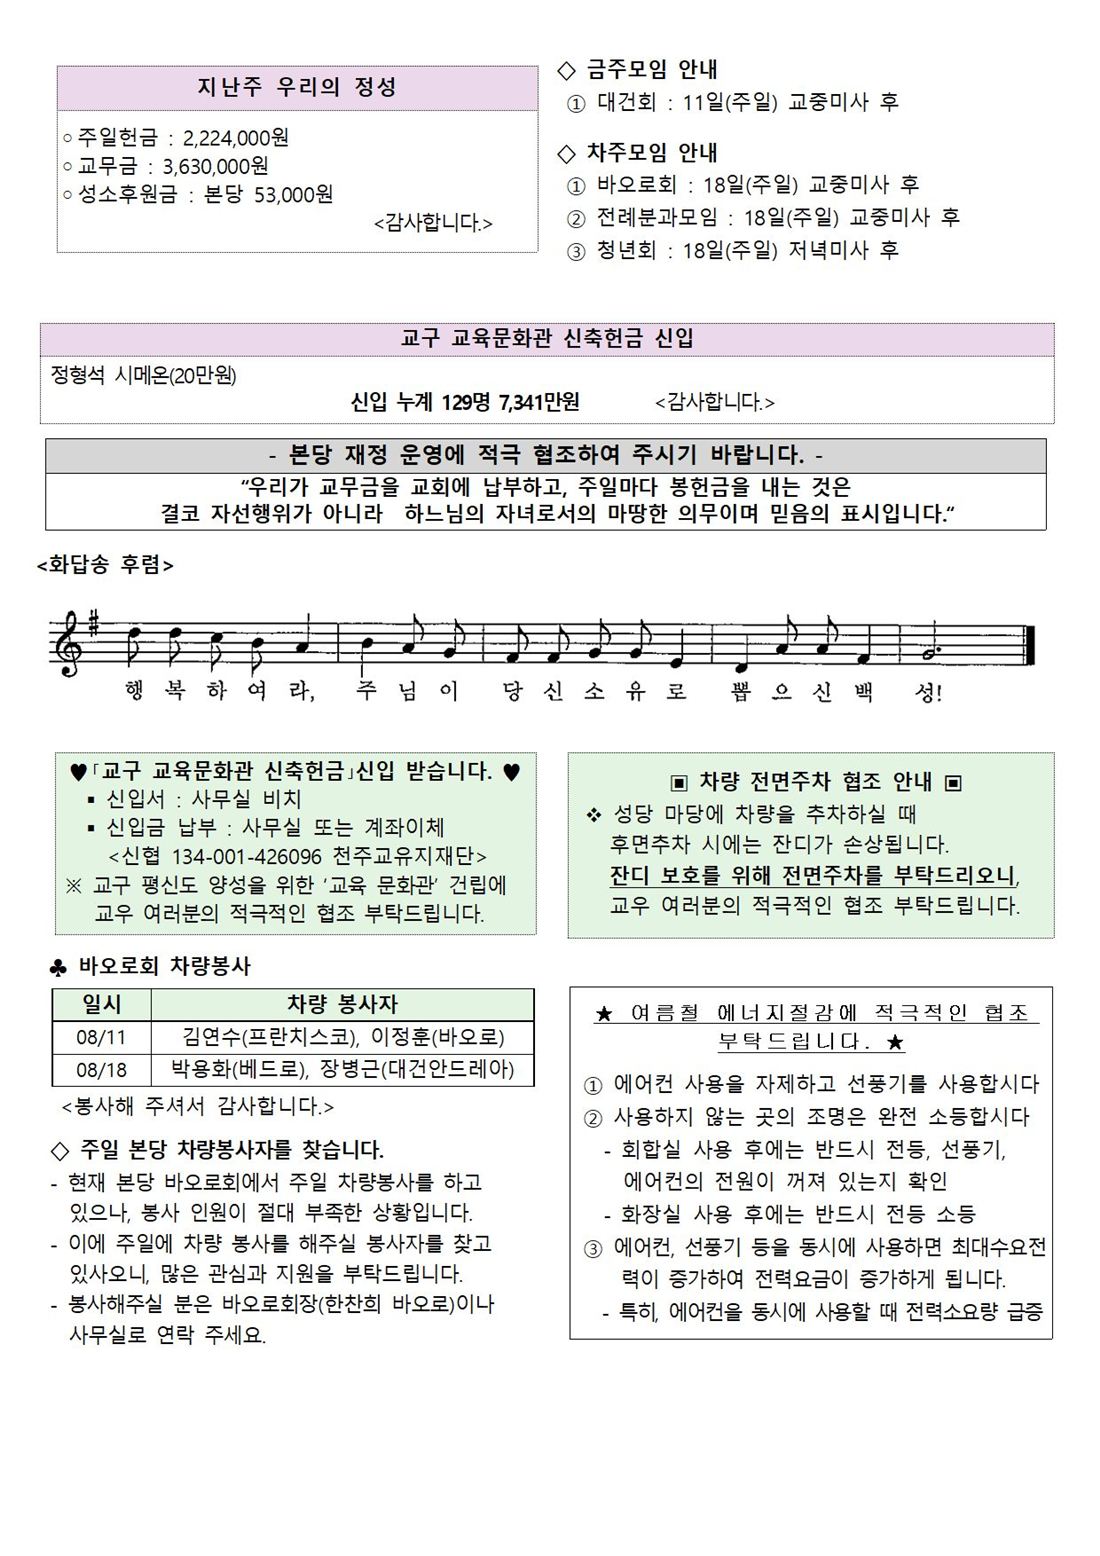 지난주 우리의 정성
○ 주일헌금 : 2,224,000원
○ 교무금 : 3,630,000원
○ 성소후원금 : 본당 53,000원
<감사합니다.>
◇ 금주모임 안내
① 대건회 : 11일(주일) 교중미사 후
◇ 차주모임 안내
① 바오로회 : 18일(주일) 교중미사 후
② 전례분과모임 : 18일(주일) 교중미사 후
③ 청년회 : 18일(주일) 저녁미사 후
교구 교육문화관 신축헌금 신입
정형석 시메온(20만원)
신입 누계 129명 7,341만원 <감사합니다.>
- 본당 재정 운영에 적극 협조하여 주시기 바랍니다. -
“우리가 교무금을 교회에 납부하고, 주일마다 봉헌금을 내는 것은
결코 자선행위가 아니라 하느님의 자녀로서의 마땅한 의무이며 믿음의 표시입니다.“
<화답송 후렴>
행 복 하 여 라, 주 님 이 당 신 소 유 로 뽑 으 신 백 성!
♥「교구 교육문화관 신축헌금」신입 받습니다. ♥
▪ 신입서 : 사무실 비치
▪ 신입금 납부 : 사무실 또는 계좌이체
<신협 134-001-426096 천주교유지재단>
※ 교구 평신도 양성을 위한 ‘교육 문화관’ 건립에
교우 여러분의 적극적인 협조 부탁드립니다.
▣ 차량 전면주차 협조 안내 ▣
❖ 성당 마당에 차량을 추차하실 때
후면추차 시에는 잔디가 손상됩니다.
잔디 보호를 위해 전면주차를 부탁드리오니,
교우 여러분의 적극적인 협조 부탁드립니다.
♣ 바오로회 차량봉사
일시 차량 봉사자
08/11 김연수(프란치스코), 이정훈(바오로)
08/18 박용화(베드로), 장병근(대건안드레아)
<봉사해 주셔서 감사합니다.>
◇ 주일 본당 차량봉사자를 찾습니다.
- 현재 본당 바오로회에서 주일 차량봉사를 하고
있으나, 봉사 인원이 절대 부족한 상황입니다.
- 이에 주일에 차량 봉사를 해주실 봉사자를 찾고
있사오니, 많은 관심과 지원을 부탁드립니다.
- 봉사해주실 분은 바오로회장(한찬희 바오로)이나
사무실로 연락 주세요.
★ 여름철 에너지절감에 적극적인 협조
부탁드립니다. ★
① 에어컨 사용을 자제하고 선풍기를 사용합시다
② 사용하지 않는 곳의 조명은 완전 소등합시다
- 회합실 사용 후에는 반드시 전등, 선풍기,
에어컨의 전원이 꺼져 있는지 확인
- 화장실 사용 후에는 반드시 전등 소등
③ 에어컨, 선풍기 등을 동시에 사용하면 최대수요전
력이 증가하여 전력요금이 증가하게 됩니다.
- 특히, 에어컨을 동시에 사용할 때 전력소요량 급증